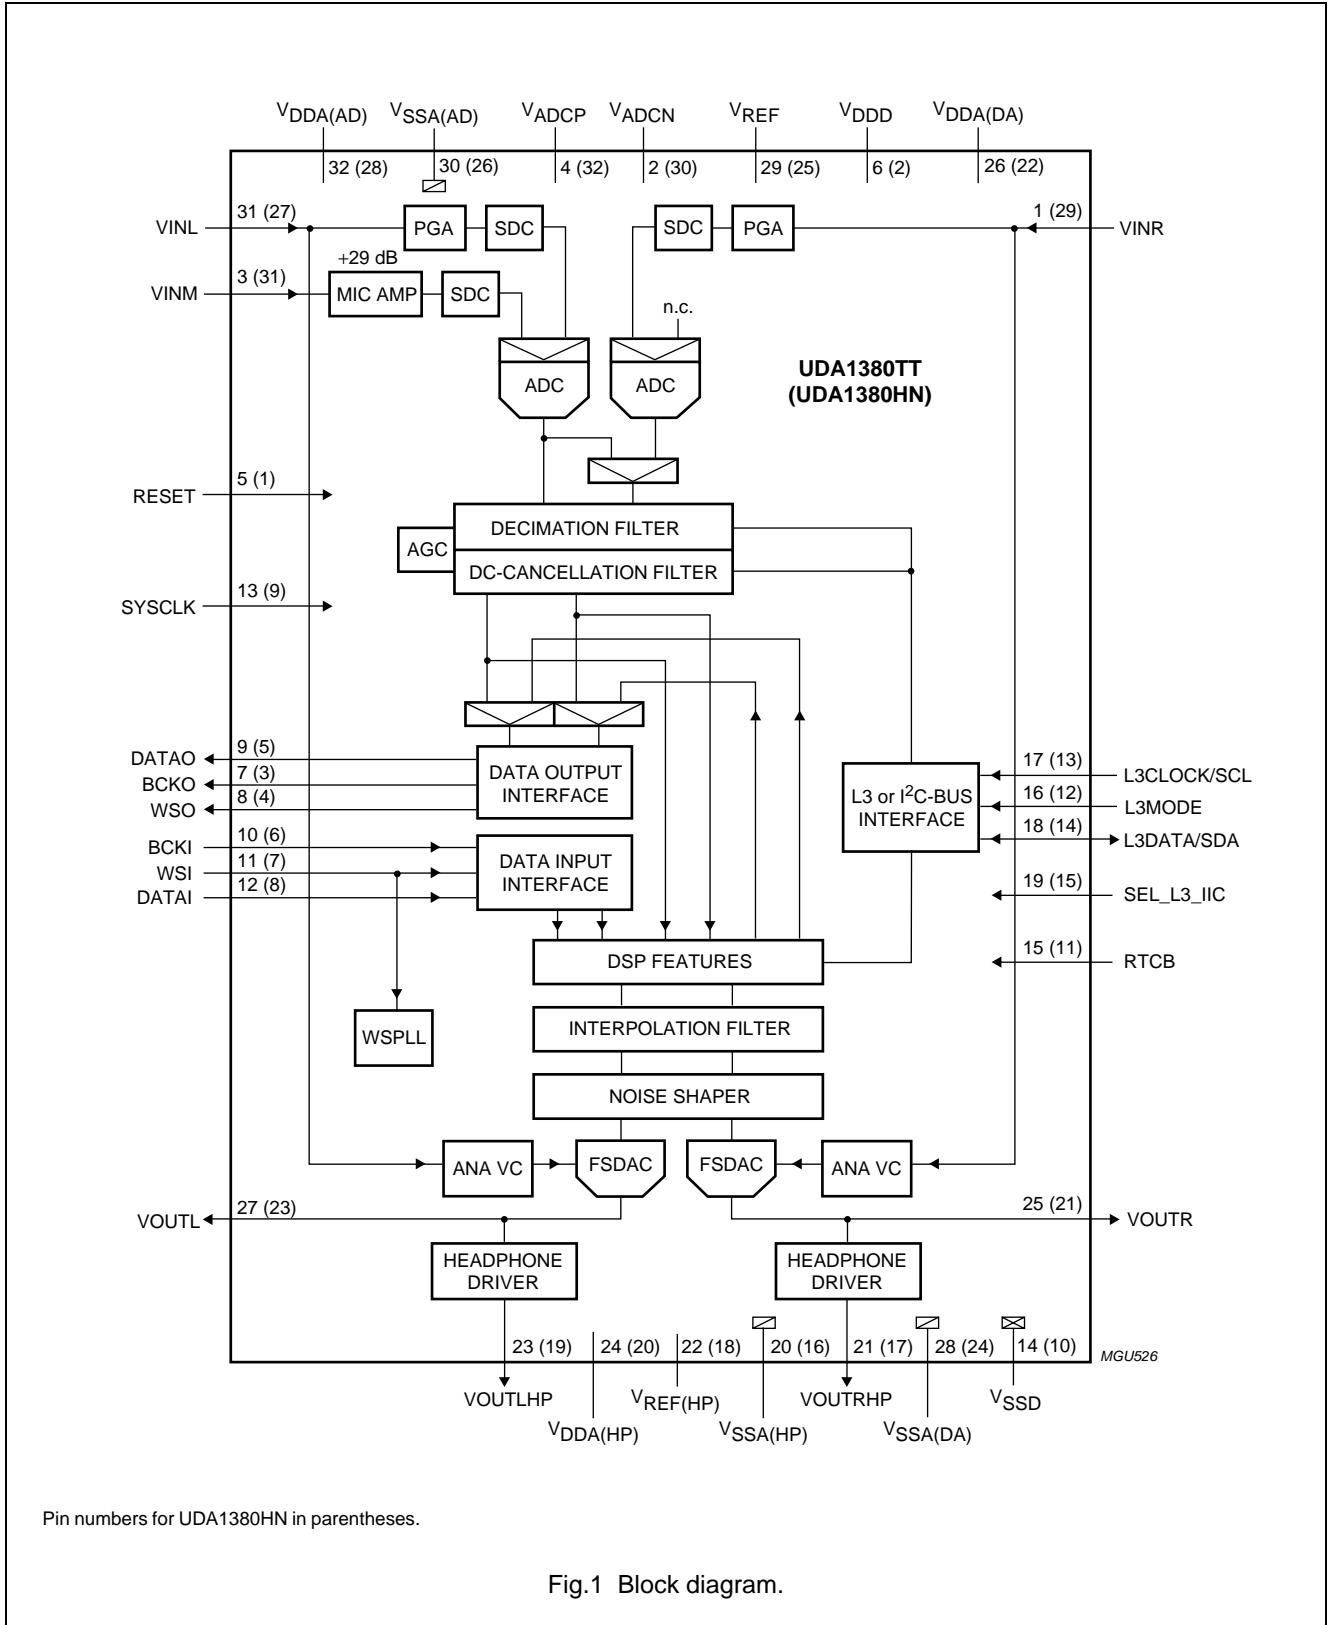 VDDA(AD) VSSA(AD) VADCP VADCN VREF VDDD VDDA(DA)
32 (28) 30 (26) 4 (32) 2 (30) 29 (25) 6 (2) 26 (22)
VINL 31 (27) PGA SDC SDC PGA 1 (29) VINR
+29 dB
VINM 3 (31) MIC AMP SDC
n.c.
UDA1380TT
(UDA1380HN)
ADC ADC
RESET 5 (1)
DECIMATION FILTER
AGC
DC-CANCELLATION FILTER
SYSCLK 13 (9)
DATAO 9 (5)
BCKO 7 (3)
WSO 8 (4)
DATA OUTPUT
INTERFACE
L3 or I2C-BUS
INTERFACE
17 (13) L3CLOCK/SCL
16 (12) L3MODE
18 (14) L3DATA/SDA
BCKI 10 (6)
WSI 11 (7)
DATAI 12 (8)
DATA INPUT
INTERFACE
19 (15) SEL_L3_IIC
DSP FEATURES
15 (11) RTCB
INTERPOLATION FILTER
WSPLL
NOISE SHAPER
ANA VC FSDAC FSDAC ANA VC
VOUTL 27 (23) 25 (21) VOUTR
HEADPHONE
DRIVER
HEADPHONE
DRIVER
23 (19) 24 (20) 22 (18) 20 (16) 21 (17) 28 (24) 14 (10)
MGU526
VOUTLHP VREF(HP) VOUTRHP VSSD
VDDA(HP) VSSA(HP) VSSA(DA)
Pin numbers for UDA1380HN in parentheses.
Fig.1 Block diagram.